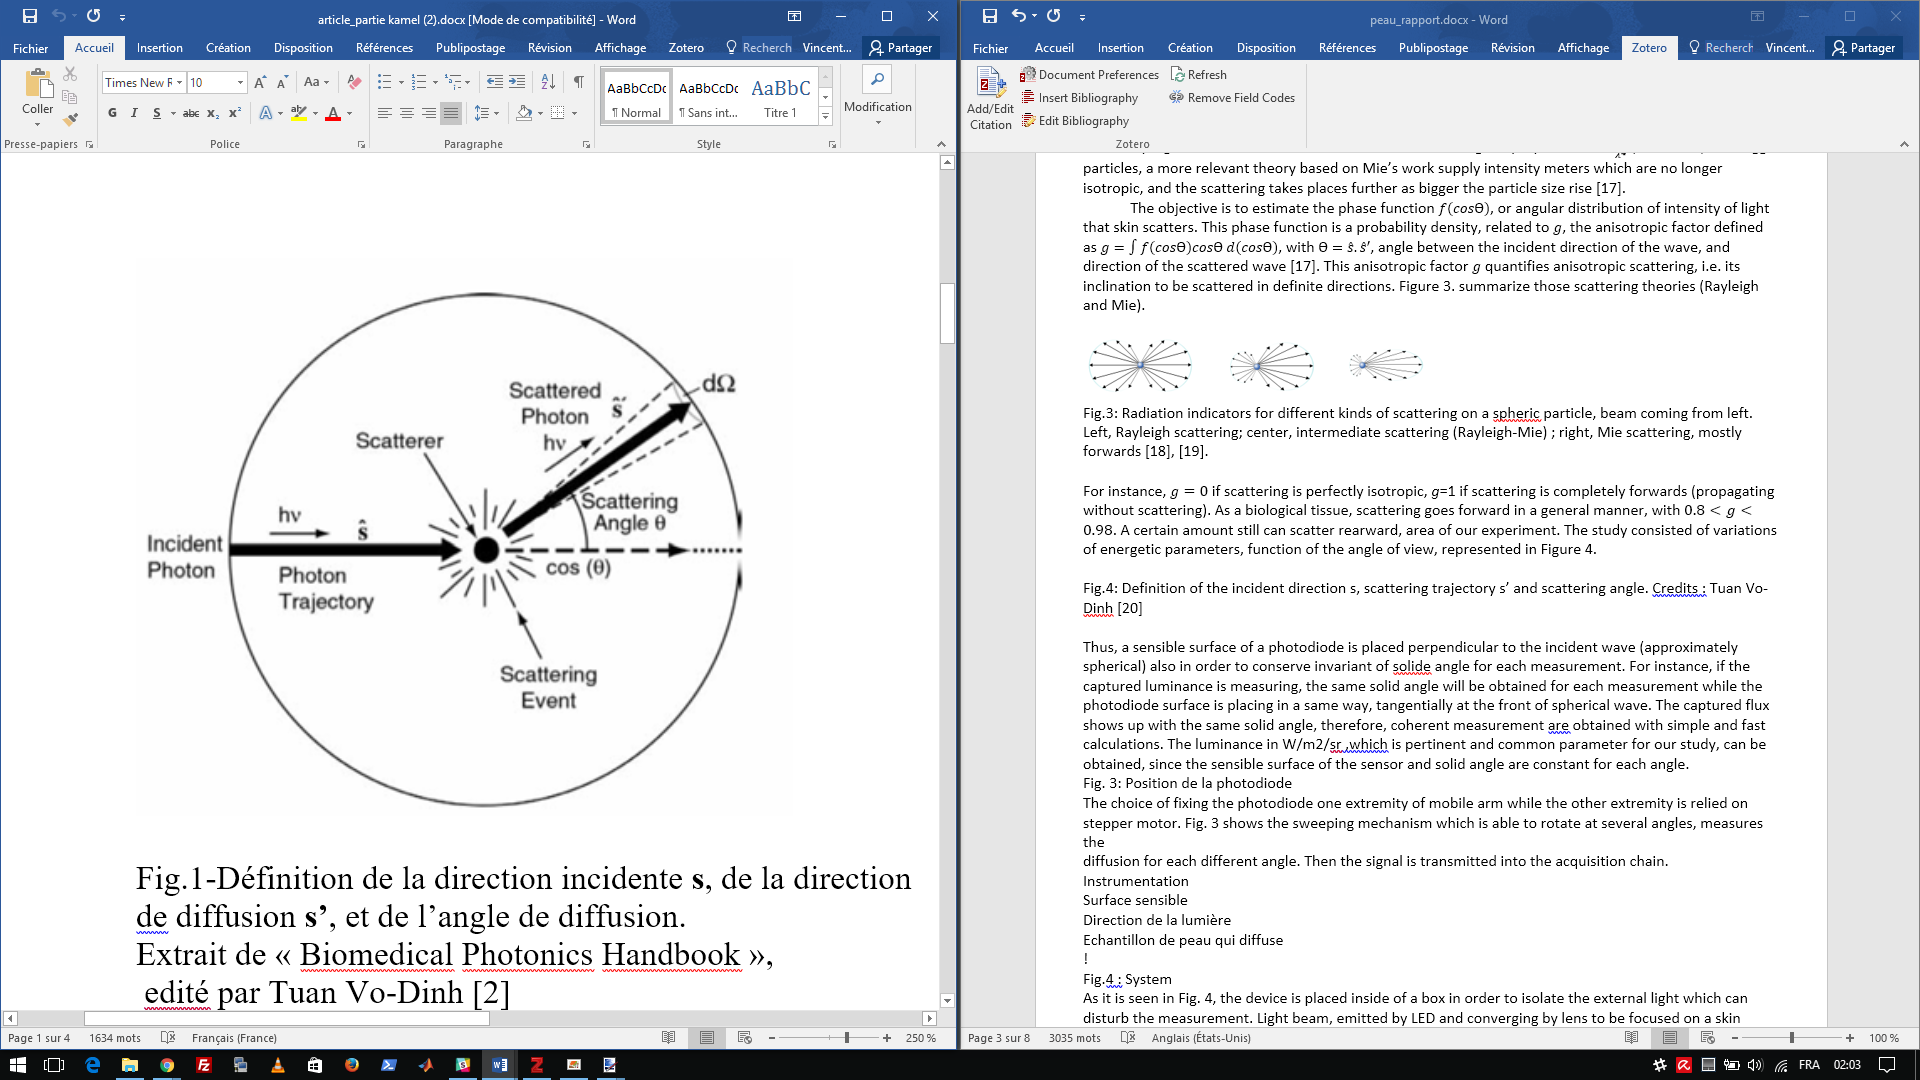 article_partie kamel (2).docx [Mode de compatibilité] - Word
Fichier Accueil Insertion Création Disposition Références Publipostage Révision Affichage Zotero Recherch Vincent... Partager
Coller
Times New R 10 Aa
G I S abc x₂ x²
AaBbCcDc AaBbCcDc AaBbC
¶ Normal ¶ Sans int... Titre 1
Modification
Presse-papiers Police Paragraphe Style
Scattered
Photon
hν
s̃′
dΩ
Scatterer
Scattering
Angle θ
hν
ŝ
Incident
Photon
Photon
Trajectory
cos (θ)
Scattering
Event
Fig.1-Définition de la direction incidente s, de la direction
de diffusion s’, et de l’angle de diffusion.
Extrait de « Biomedical Photonics Handbook »,
edité par Tuan Vo-Dinh [2]
Page 1 sur 4 1634 mots Français (France) 250 %
peau_rapport.docx - Word
Fichier Accueil Insertion Création Disposition Références Publipostage Révision Affichage Zotero Recherch Vincent... Partager
Add/Edit
Citation
Document Preferences Refresh
Insert Bibliography Remove Field Codes
Edit Bibliography
Zotero
particles, a more relevant theory based on Mie’s work supply intensity meters which are no longer
isotropic, and the scattering takes places further as bigger the particle size rise [17].
The objective is to estimate the phase function f(cosθ), or angular distribution of intensity of light
that skin scatters. This phase function is a probability density, related to g, the anisotropic factor defined
as g = ∫ f(cosθ)cosθ d(cosθ), with θ = ŝ.ŝ′, angle between the incident direction of the wave, and
direction of the scattered wave [17]. This anisotropic factor g quantifies anisotropic scattering, i.e. its
inclination to be scattered in definite directions. Figure 3. summarize those scattering theories (Rayleigh
and Mie).
Fig.3: Radiation indicators for different kinds of scattering on a spheric particle, beam coming from left.
Left, Rayleigh scattering; center, intermediate scattering (Rayleigh-Mie) ; right, Mie scattering, mostly
forwards [18], [19].
For instance, g = 0 if scattering is perfectly isotropic, g=1 if scattering is completely forwards (propagating
without scattering). As a biological tissue, scattering goes forward in a general manner, with 0.8 < g <
0.98. A certain amount still can scatter rearward, area of our experiment. The study consisted of variations
of energetic parameters, function of the angle of view, represented in Figure 4.
Fig.4: Definition of the incident direction s, scattering trajectory s’ and scattering angle. Credits : Tuan Vo-
Dinh [20]
Thus, a sensible surface of a photodiode is placed perpendicular to the incident wave (approximately
spherical) also in order to conserve invariant of solide angle for each measurement. For instance, if the
captured luminance is measuring, the same solid angle will be obtained for each measurement while the
photodiode surface is placing in a same way, tangentially at the front of spherical wave. The captured flux
shows up with the same solid angle, therefore, coherent measurement are obtained with simple and fast
calculations. The luminance in W/m2/sr ,which is pertinent and common parameter for our study, can be
obtained, since the sensible surface of the sensor and solid angle are constant for each angle.
Fig. 3: Position de la photodiode
The choice of fixing the photodiode one extremity of mobile arm while the other extremity is relied on
stepper motor. Fig. 3 shows the sweeping mechanism which is able to rotate at several angles, measures
the
diffusion for each different angle. Then the signal is transmitted into the acquisition chain.
Instrumentation
Surface sensible
Direction de la lumière
Echantillon de peau qui diffuse
!
Fig.4 : System
As it is seen in Fig. 4, the device is placed inside of a box in order to isolate the external light which can
disturb the measurement. Light beam, emitted by LED and converging by lens to be focused on a skin
Page 3 sur 8 3035 mots Anglais (États-Unis) 100 %
FRA 02:03